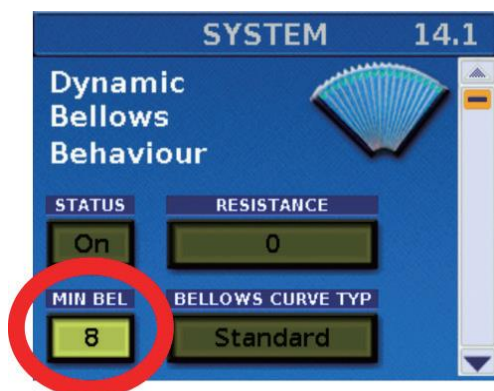 SYSTEM 14.1
Dynamic
Bellows
Behaviour
STATUS RESISTANCE
On 0
MIN BEL BELLOWS CURVE TYP
8 Standard